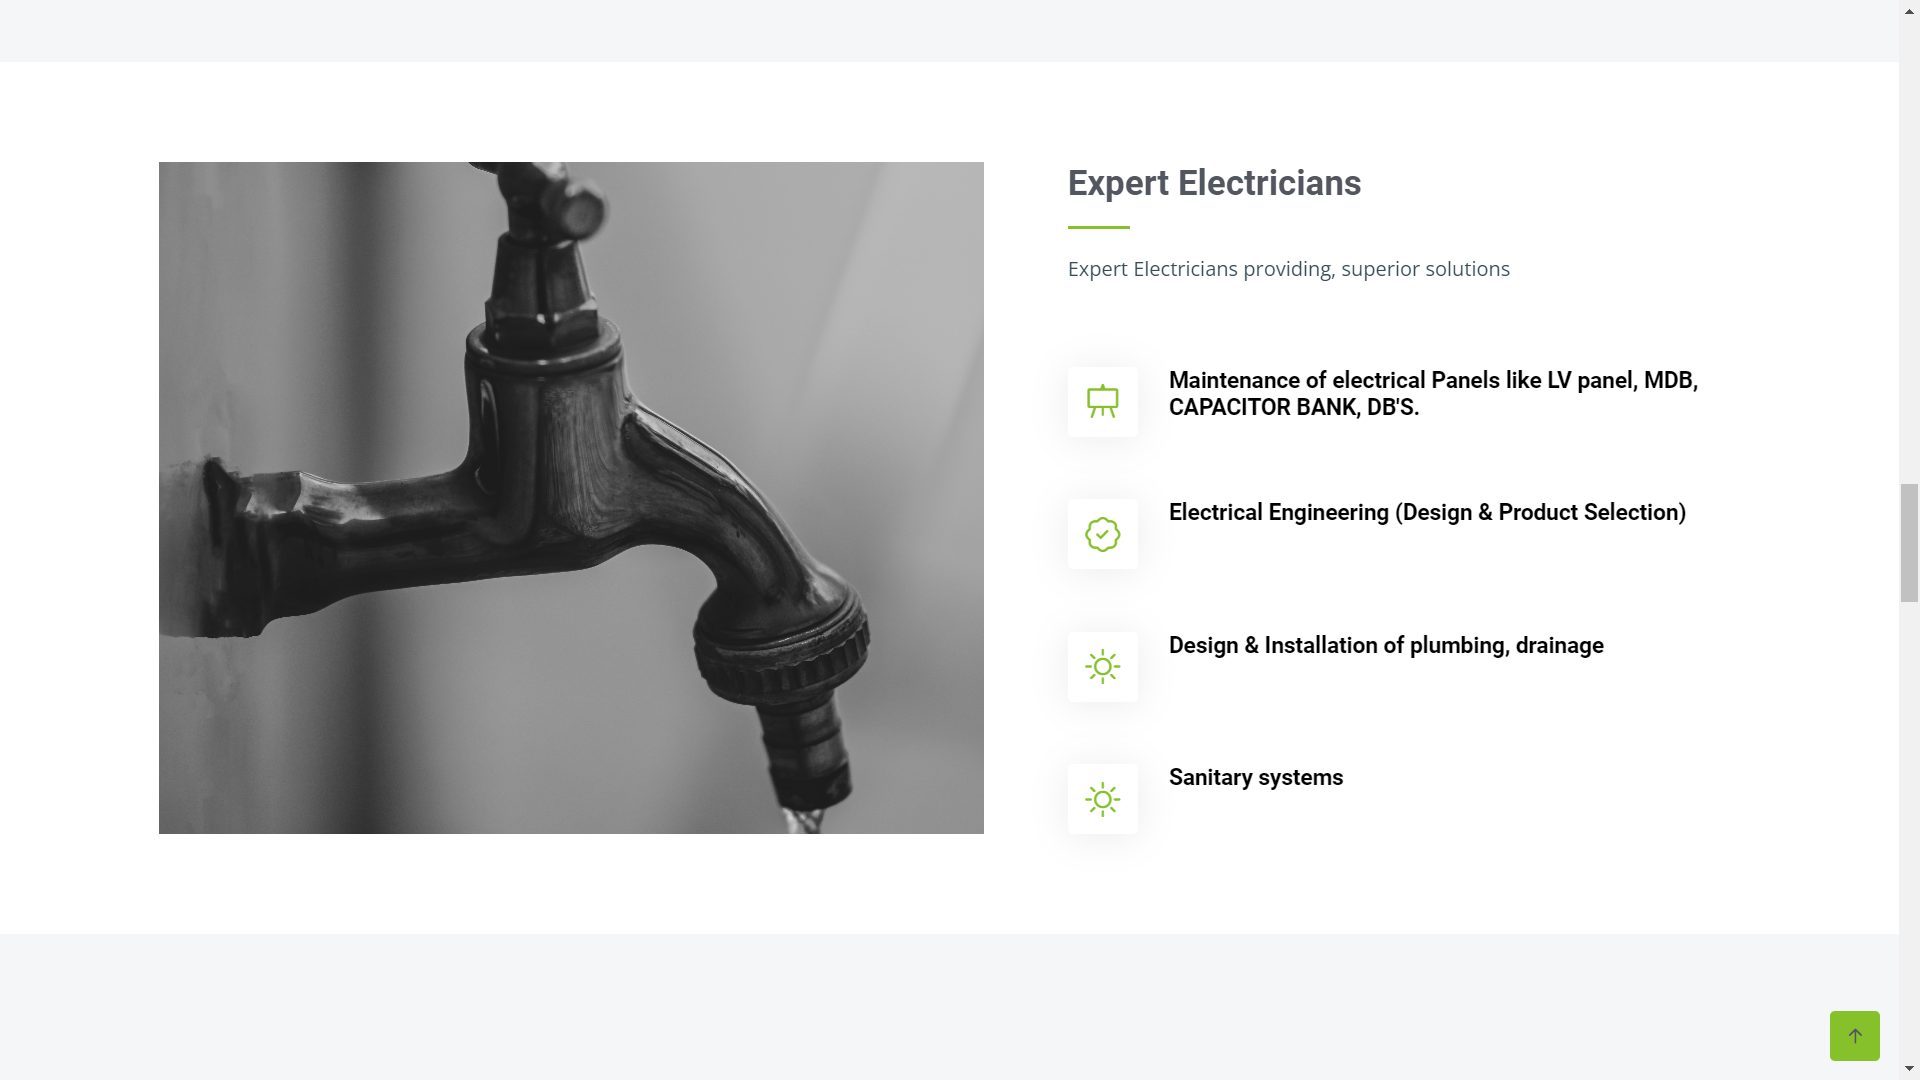 Expert Electricians
Expert Electricians providing, superior solutions
Maintenance of electrical Panels like LV panel, MDB,
CAPACITOR BANK, DB'S.
Electrical Engineering (Design & Product Selection)
Design & Installation of plumbing, drainage
Sanitary systems